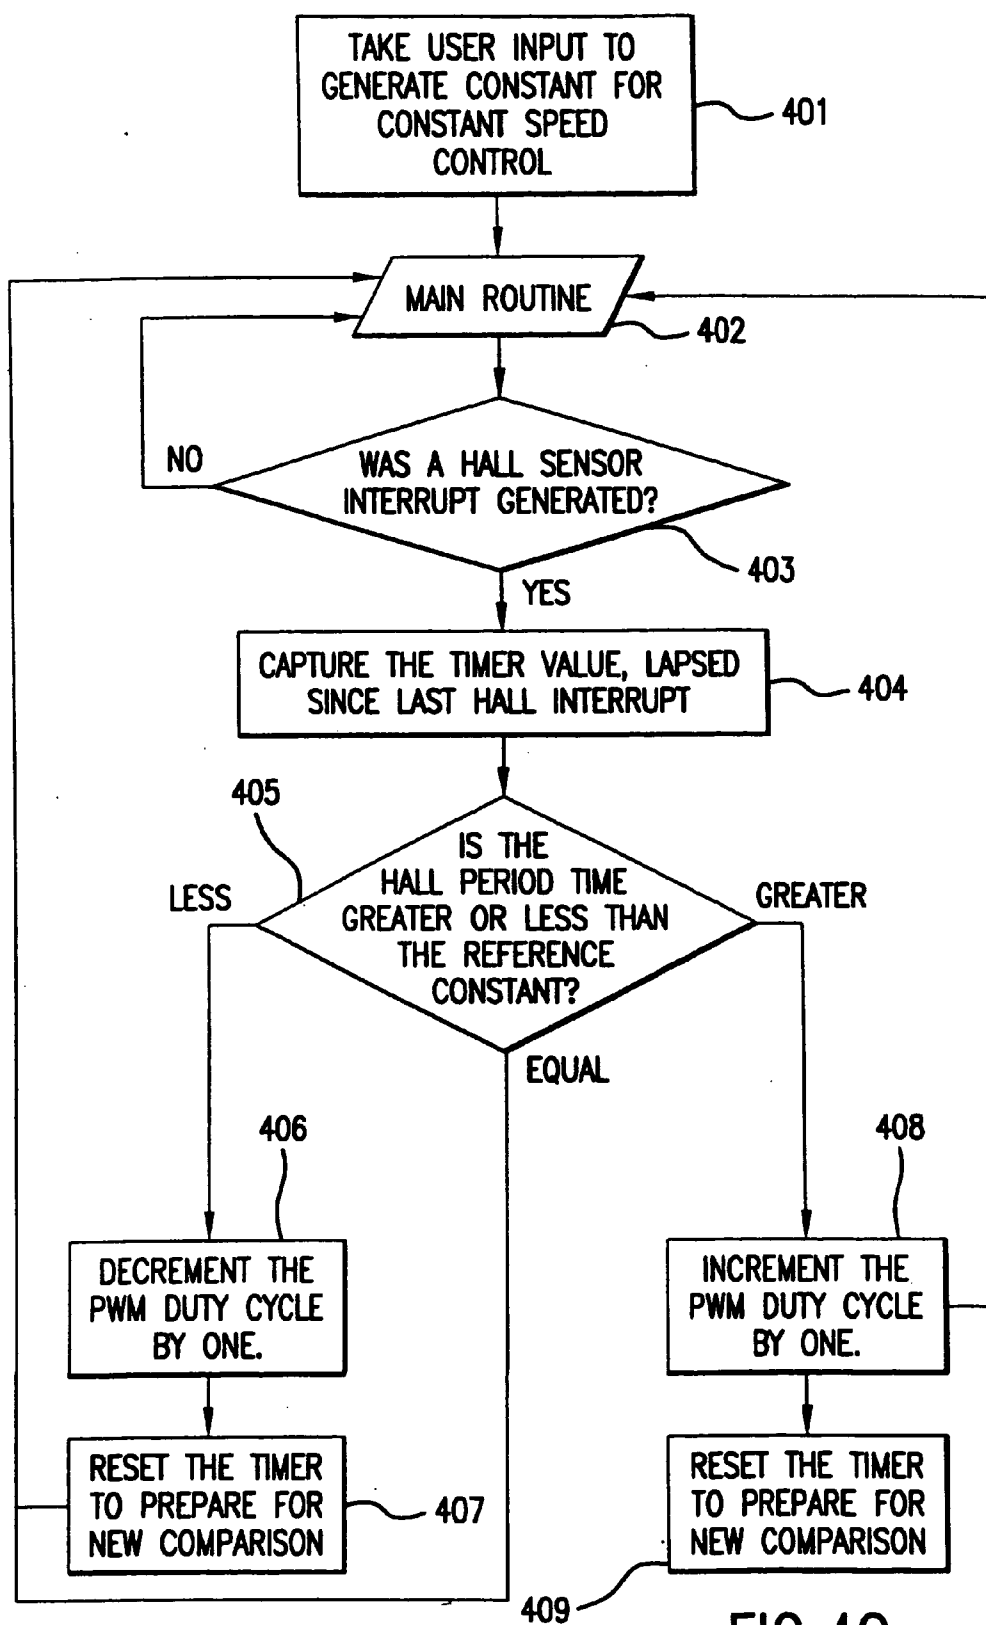 TAKE USER INPUT TO
GENERATE CONSTANT FOR
CONSTANT SPEED
CONTROL
401
MAIN ROUTINE
402
NO
WAS A HALL SENSOR
INTERRUPT GENERATED?
403
YES
CAPTURE THE TIMER VALUE, LAPSED
SINCE LAST HALL INTERRUPT
404
405
IS THE
HALL PERIOD TIME
GREATER OR LESS THAN
THE REFERENCE
CONSTANT?
LESS
GREATER
EQUAL
406
408
DECREMENT THE
PWM DUTY CYCLE
BY ONE.
INCREMENT THE
PWM DUTY CYCLE
BY ONE.
RESET THE TIMER
TO PREPARE FOR
NEW COMPARISON
407
RESET THE TIMER
TO PREPARE FOR
NEW COMPARISON
409